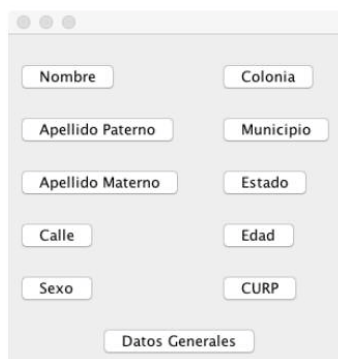 Nombre Colonia
Apellido Paterno Municipio
Apellido Materno Estado
Calle Edad
Sexo CURP
Datos Generales